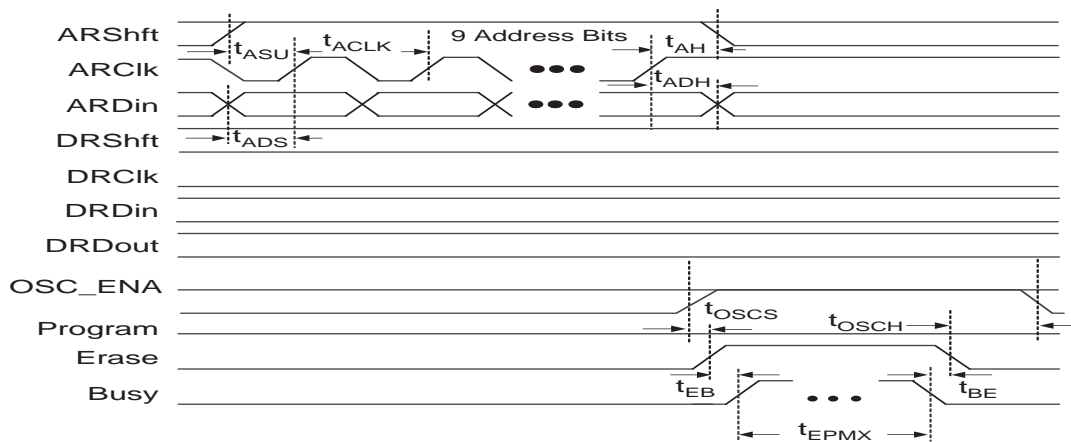 ARShft
tASU tACLK 9 Address Bits tAH
ARClk
tADH
ARDin
tADS
DRShft
DRClk
DRDin
DRDout
OSC_ENA
tOSCS tOSCH
Program
Erase
tEB tBE
Busy
tEPMX